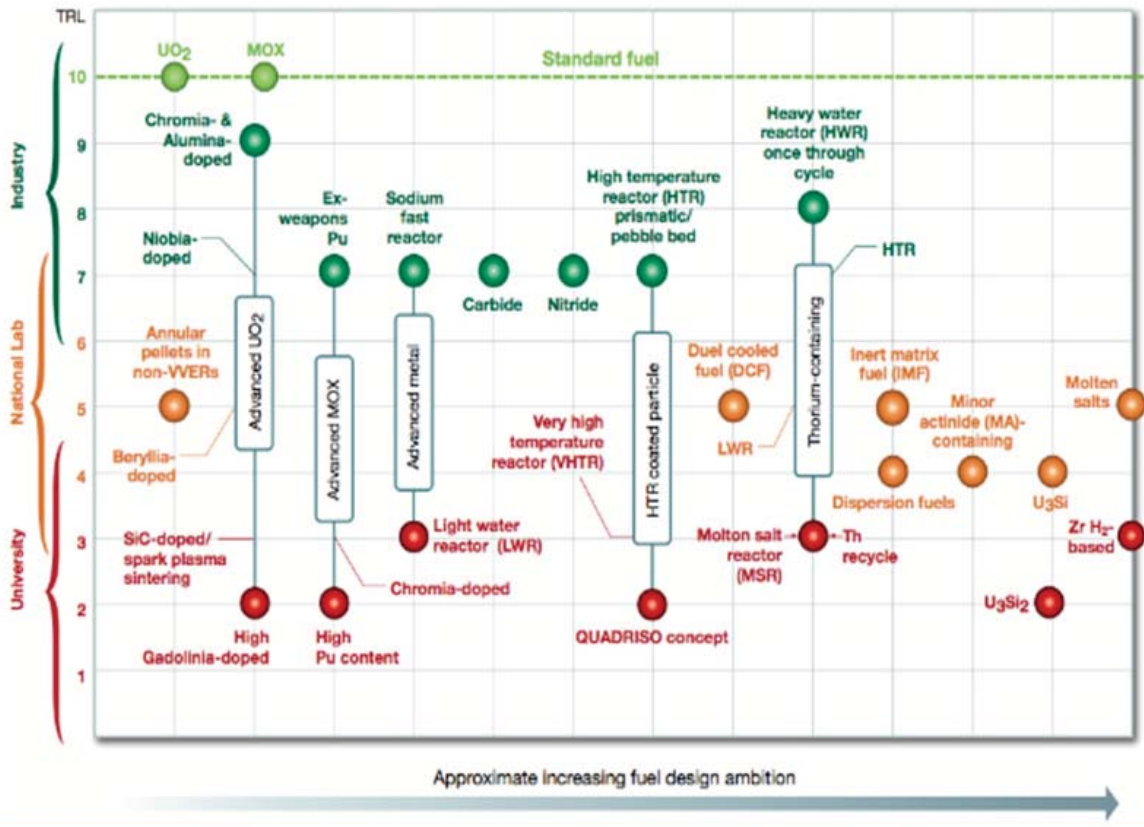 TRL
UO2
MOX
Standard fuel
10
Chromia- &
Alumina-
doped
9
Heavy water
reactor (HWR)
once through
cycle
8
Ex-
weapons
Pu
Sodium
fast
reactor
High temperature
reactor (HTR)
prismatic/
pebble bed
Niobia-
doped
HTR
7
Carbide
Nitride
6
Annular
pellets in
non-VVERs
Duel cooled
fuel (DCF)
Inert matrix
fuel (IMF)
Minor
actinide (MA)-
containing
Molten
salts
5
Advanced UO2
Advanced MOX
Advanced metal
HTR coated particle
Thorium-containing
Very high
temperature
reactor (VHTR)
LWR
Beryllia-
doped
4
Dispersion fuels
U3Si
SiC-doped/
spark plasma
sintering
3
Light water
reactor (LWR)
Molton salt
reactor
(MSR)
Th
recycle
Zr H2-
based
Chromia-doped
2
U3Si2
High
Gadolinia-doped
High
Pu content
QUADRISO concept
1
Industry
National Lab
University
Approximate increasing fuel design ambition